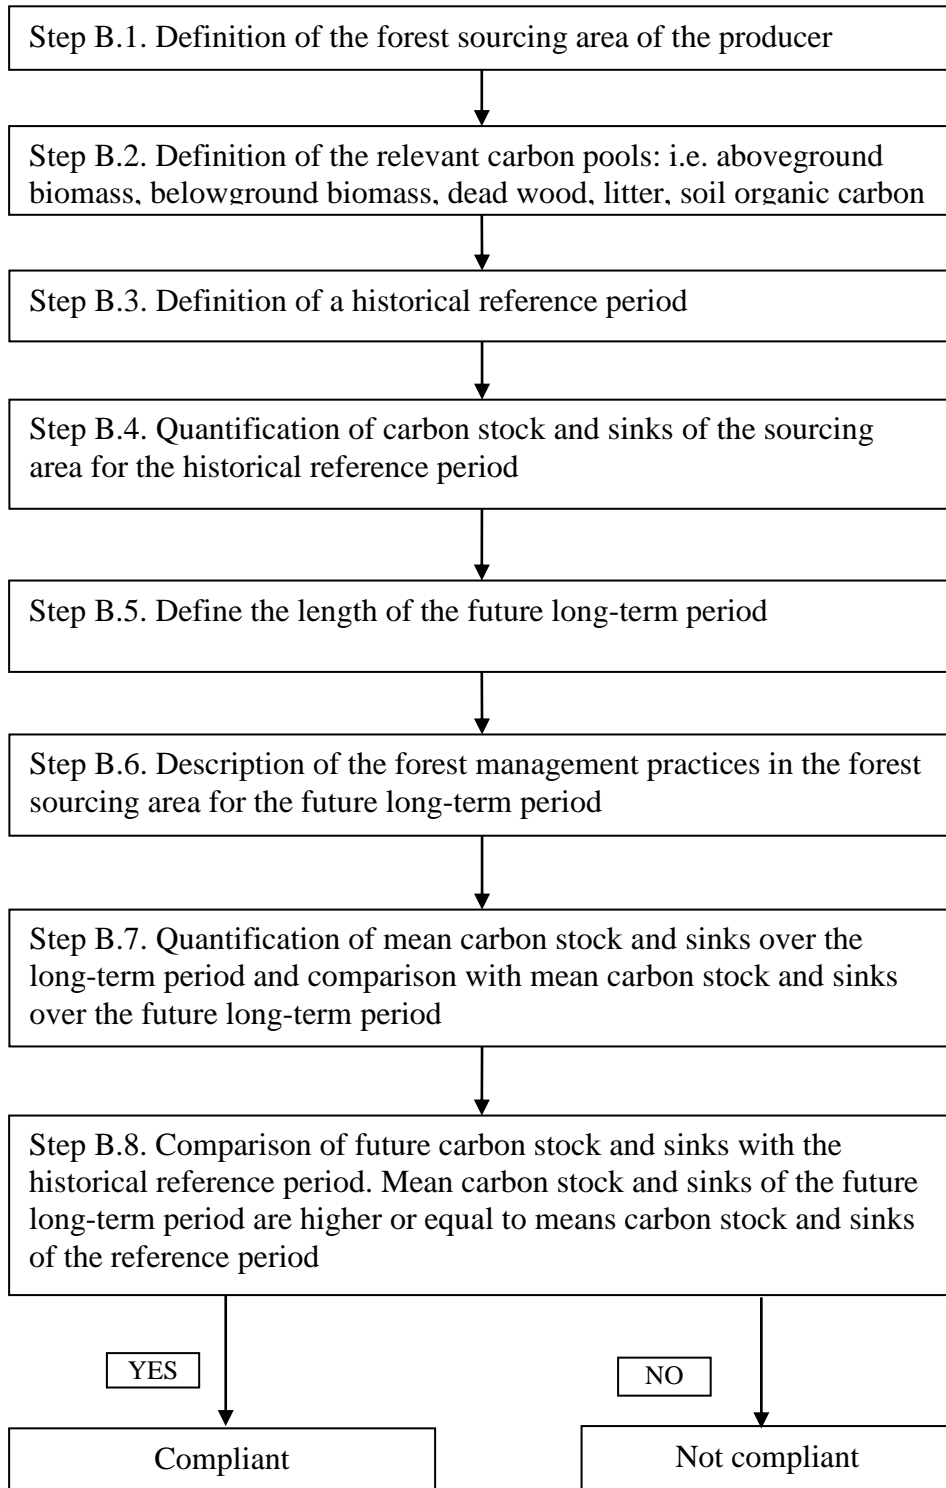 Step B.1. Definition of the forest sourcing area of the producer
Step B.2. Definition of the relevant carbon pools: i.e. aboveground
biomass, belowground biomass, dead wood, litter, soil organic carbon
Step B.3. Definition of a historical reference period
Step B.4. Quantification of carbon stock and sinks of the sourcing
area for the historical reference period
Step B.5. Define the length of the future long-term period
Step B.6. Description of the forest management practices in the forest
sourcing area for the future long-term period
Step B.7. Quantification of mean carbon stock and sinks over the
long-term period and comparison with mean carbon stock and sinks
over the future long-term period
Step B.8. Comparison of future carbon stock and sinks with the
historical reference period. Mean carbon stock and sinks of the future
long-term period are higher or equal to means carbon stock and sinks
of the reference period
YES
NO
Compliant
Not compliant